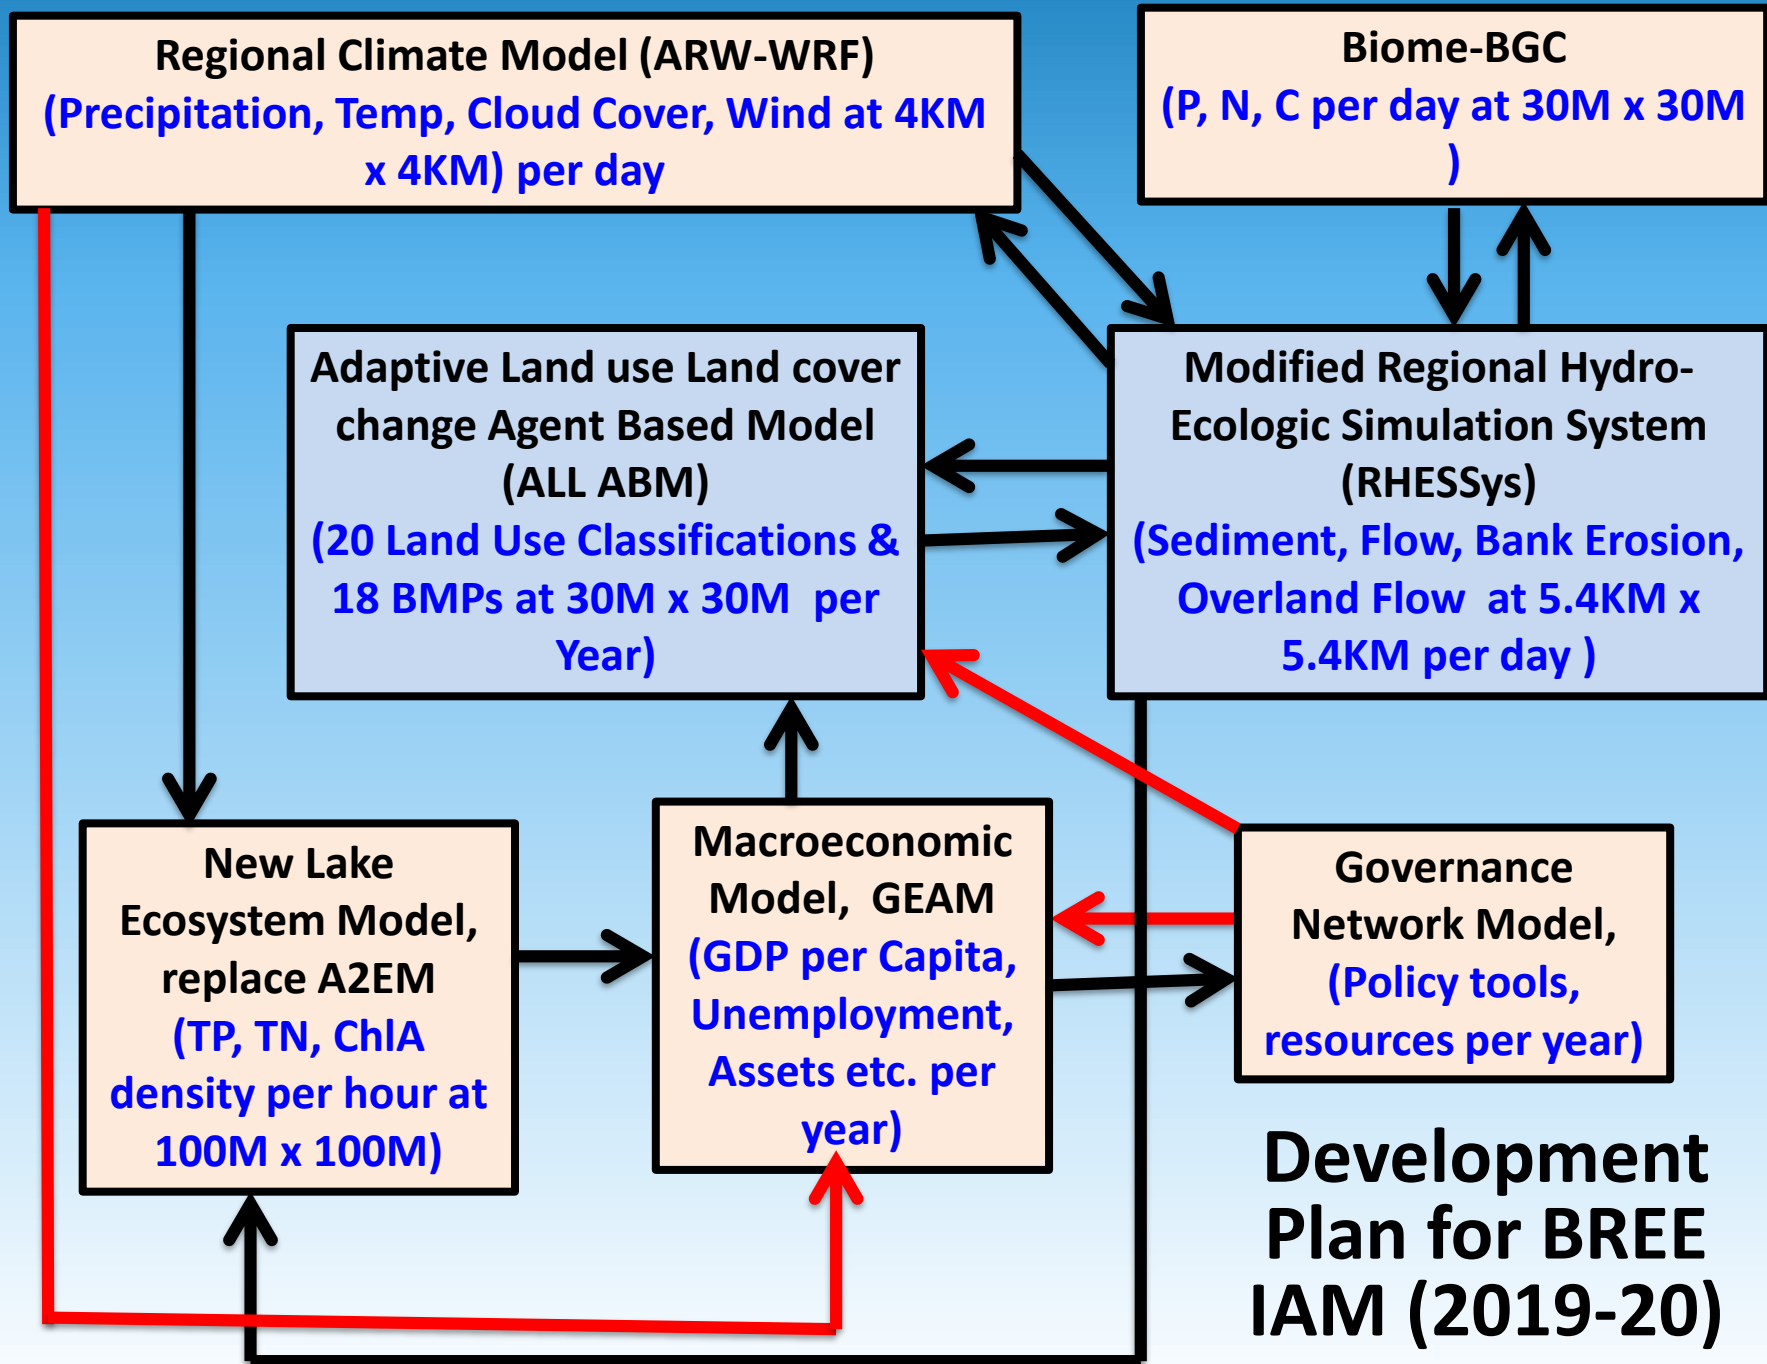 Regional Climate Model (ARW-WRF)
(Precipitation, Temp, Cloud Cover, Wind at 4KM
x 4KM) per day
Biome-BGC
(P, N, C per day at 30M x 30M
)
Adaptive Land use Land cover
change Agent Based Model
(ALL ABM)
(20 Land Use Classifications &
18 BMPs at 30M x 30M  per
Year)
Modified Regional Hydro-
Ecologic Simulation System
(RHESSys)
(Sediment, Flow, Bank Erosion,
Overland Flow  at 5.4KM x
5.4KM per day )
New Lake
Ecosystem Model,
replace A2EM
(TP, TN, ChlA
density per hour at
100M x 100M)
Macroeconomic
Model,  GEAM
(GDP per Capita,
Unemployment,
Assets etc. per
year)
Governance
Network Model,
(Policy tools,
resources per year)
Development
Plan for BREE
IAM (2019-20)